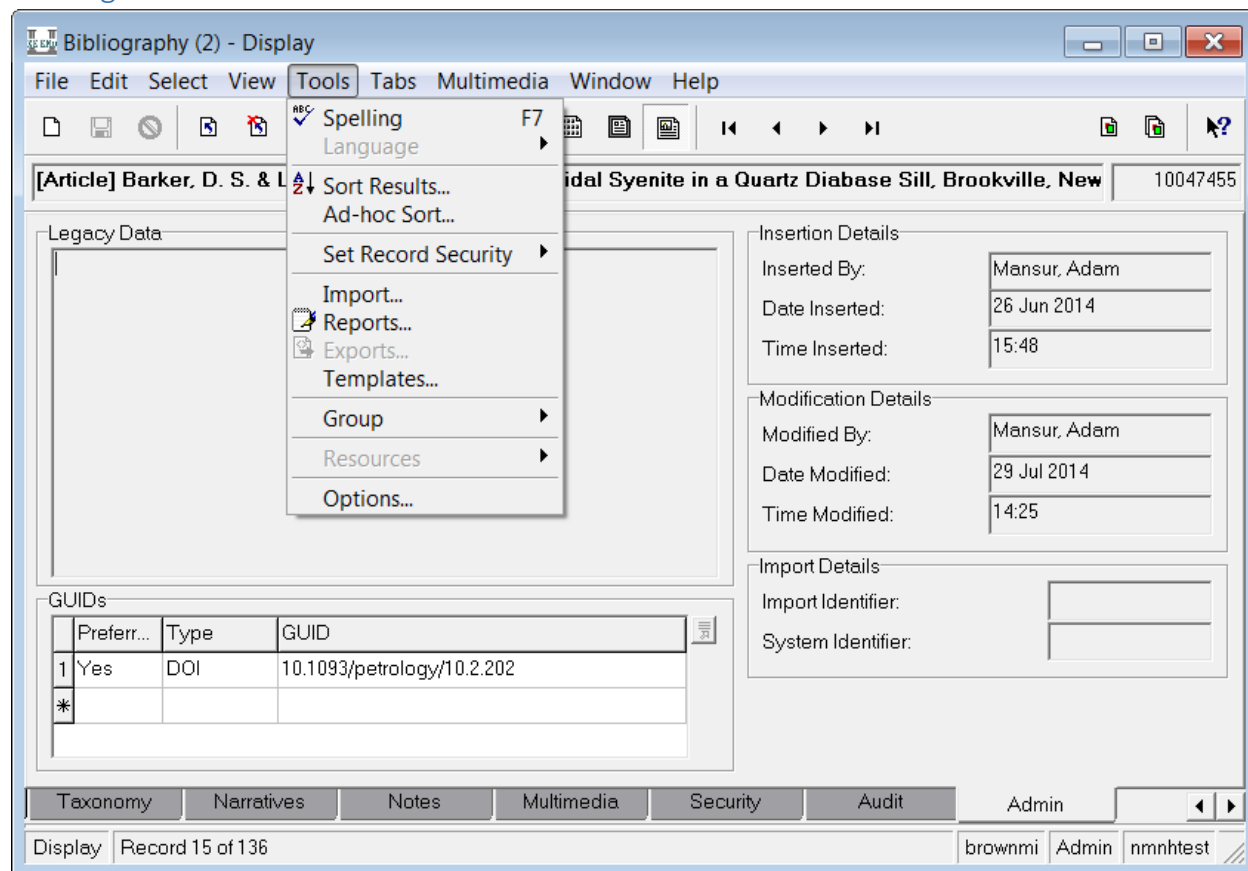 Bibliography (2) - Display
File Edit Select View Tools Tabs Multimedia Window Help
Spelling F7
Language
Sort Results...
Ad-hoc Sort...
Set Record Security
Import...
Reports...
Exports...
Templates...
Group
Resources
Options...
[Article] Barker, D. S. & L idal Syenite in a Quartz Diabase Sill, Brookville, New 10047455
Legacy Data
Insertion Details
Inserted By: Mansur, Adam
Date Inserted: 26 Jun 2014
Time Inserted: 15:48
Modification Details
Modified By: Mansur, Adam
Date Modified: 29 Jul 2014
Time Modified: 14:25
Import Details
Import Identifier:
System Identifier:
GUIDs
Preferr... Type GUID
1 Yes DOI 10.1093/petrology/10.2.202
*
Taxonomy Narratives Notes Multimedia Security Audit Admin
Display Record 15 of 136 brownmi Admin nmnhtest